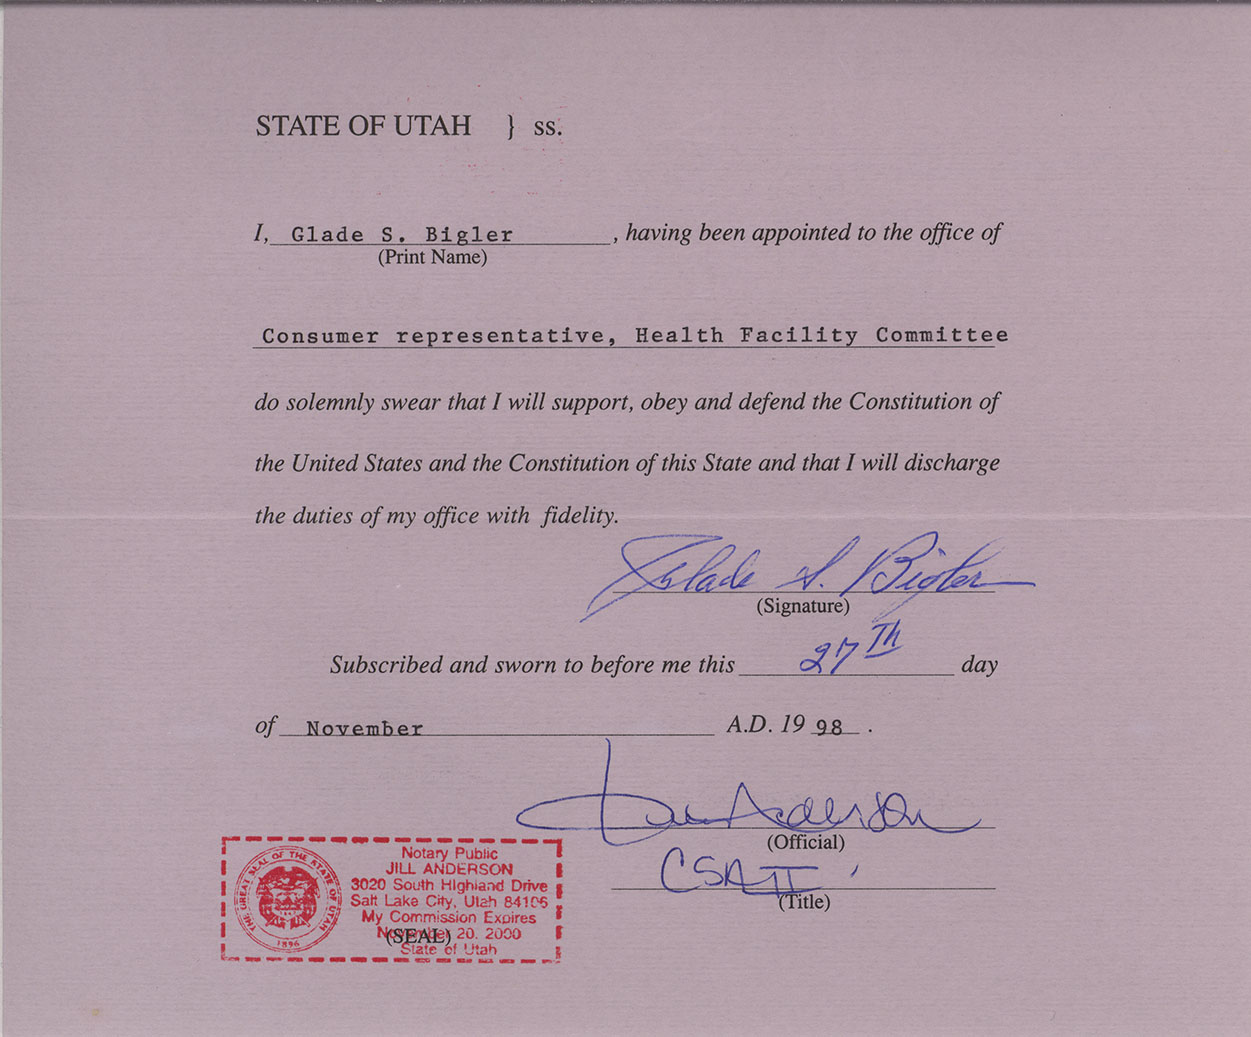 STATE OF UTAH } ss.
I, Glade S. Bigler, having been appointed to the office of
(Print Name)
Consumer representative, Health Facility Committee
do solemnly swear that I will support, obey and defend the Constitution of
the United States and the Constitution of this State and that I will discharge
the duties of my office with fidelity.
Glade S. Bigler
(Signature)
Subscribed and sworn to before me this 27Th day
of November A.D. 19 98 .
Anderson
(Official)
CSA II
(Title)
THE GREAT SEAL OF THE STATE OF UTAH
1896
Notary Public
JILL ANDERSON
3020 South Highland Drive
Salt Lake City, Utah 84106
My Commission Expires
November 20, 2000
(SEAL)
State of Utah